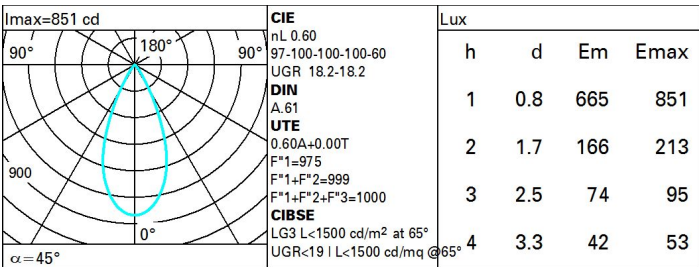 Imax=851 cd
90° 180° 90°
900
0°
α=45°
CIE
nL 0.60
97-100-100-100-60
UGR 18.2-18.2
DIN
A.61
UTE
0.60A+0.00T
F"1=975
F"1+F"2=999
F"1+F"2+F"3=1000
CIBSE
LG3 L<1500 cd/m² at 65°
UGR<19 | L<1500 cd/mq @65°
Lux
h d Em Emax
1 0.8 665 851
2 1.7 166 213
3 2.5 74 95
4 3.3 42 53